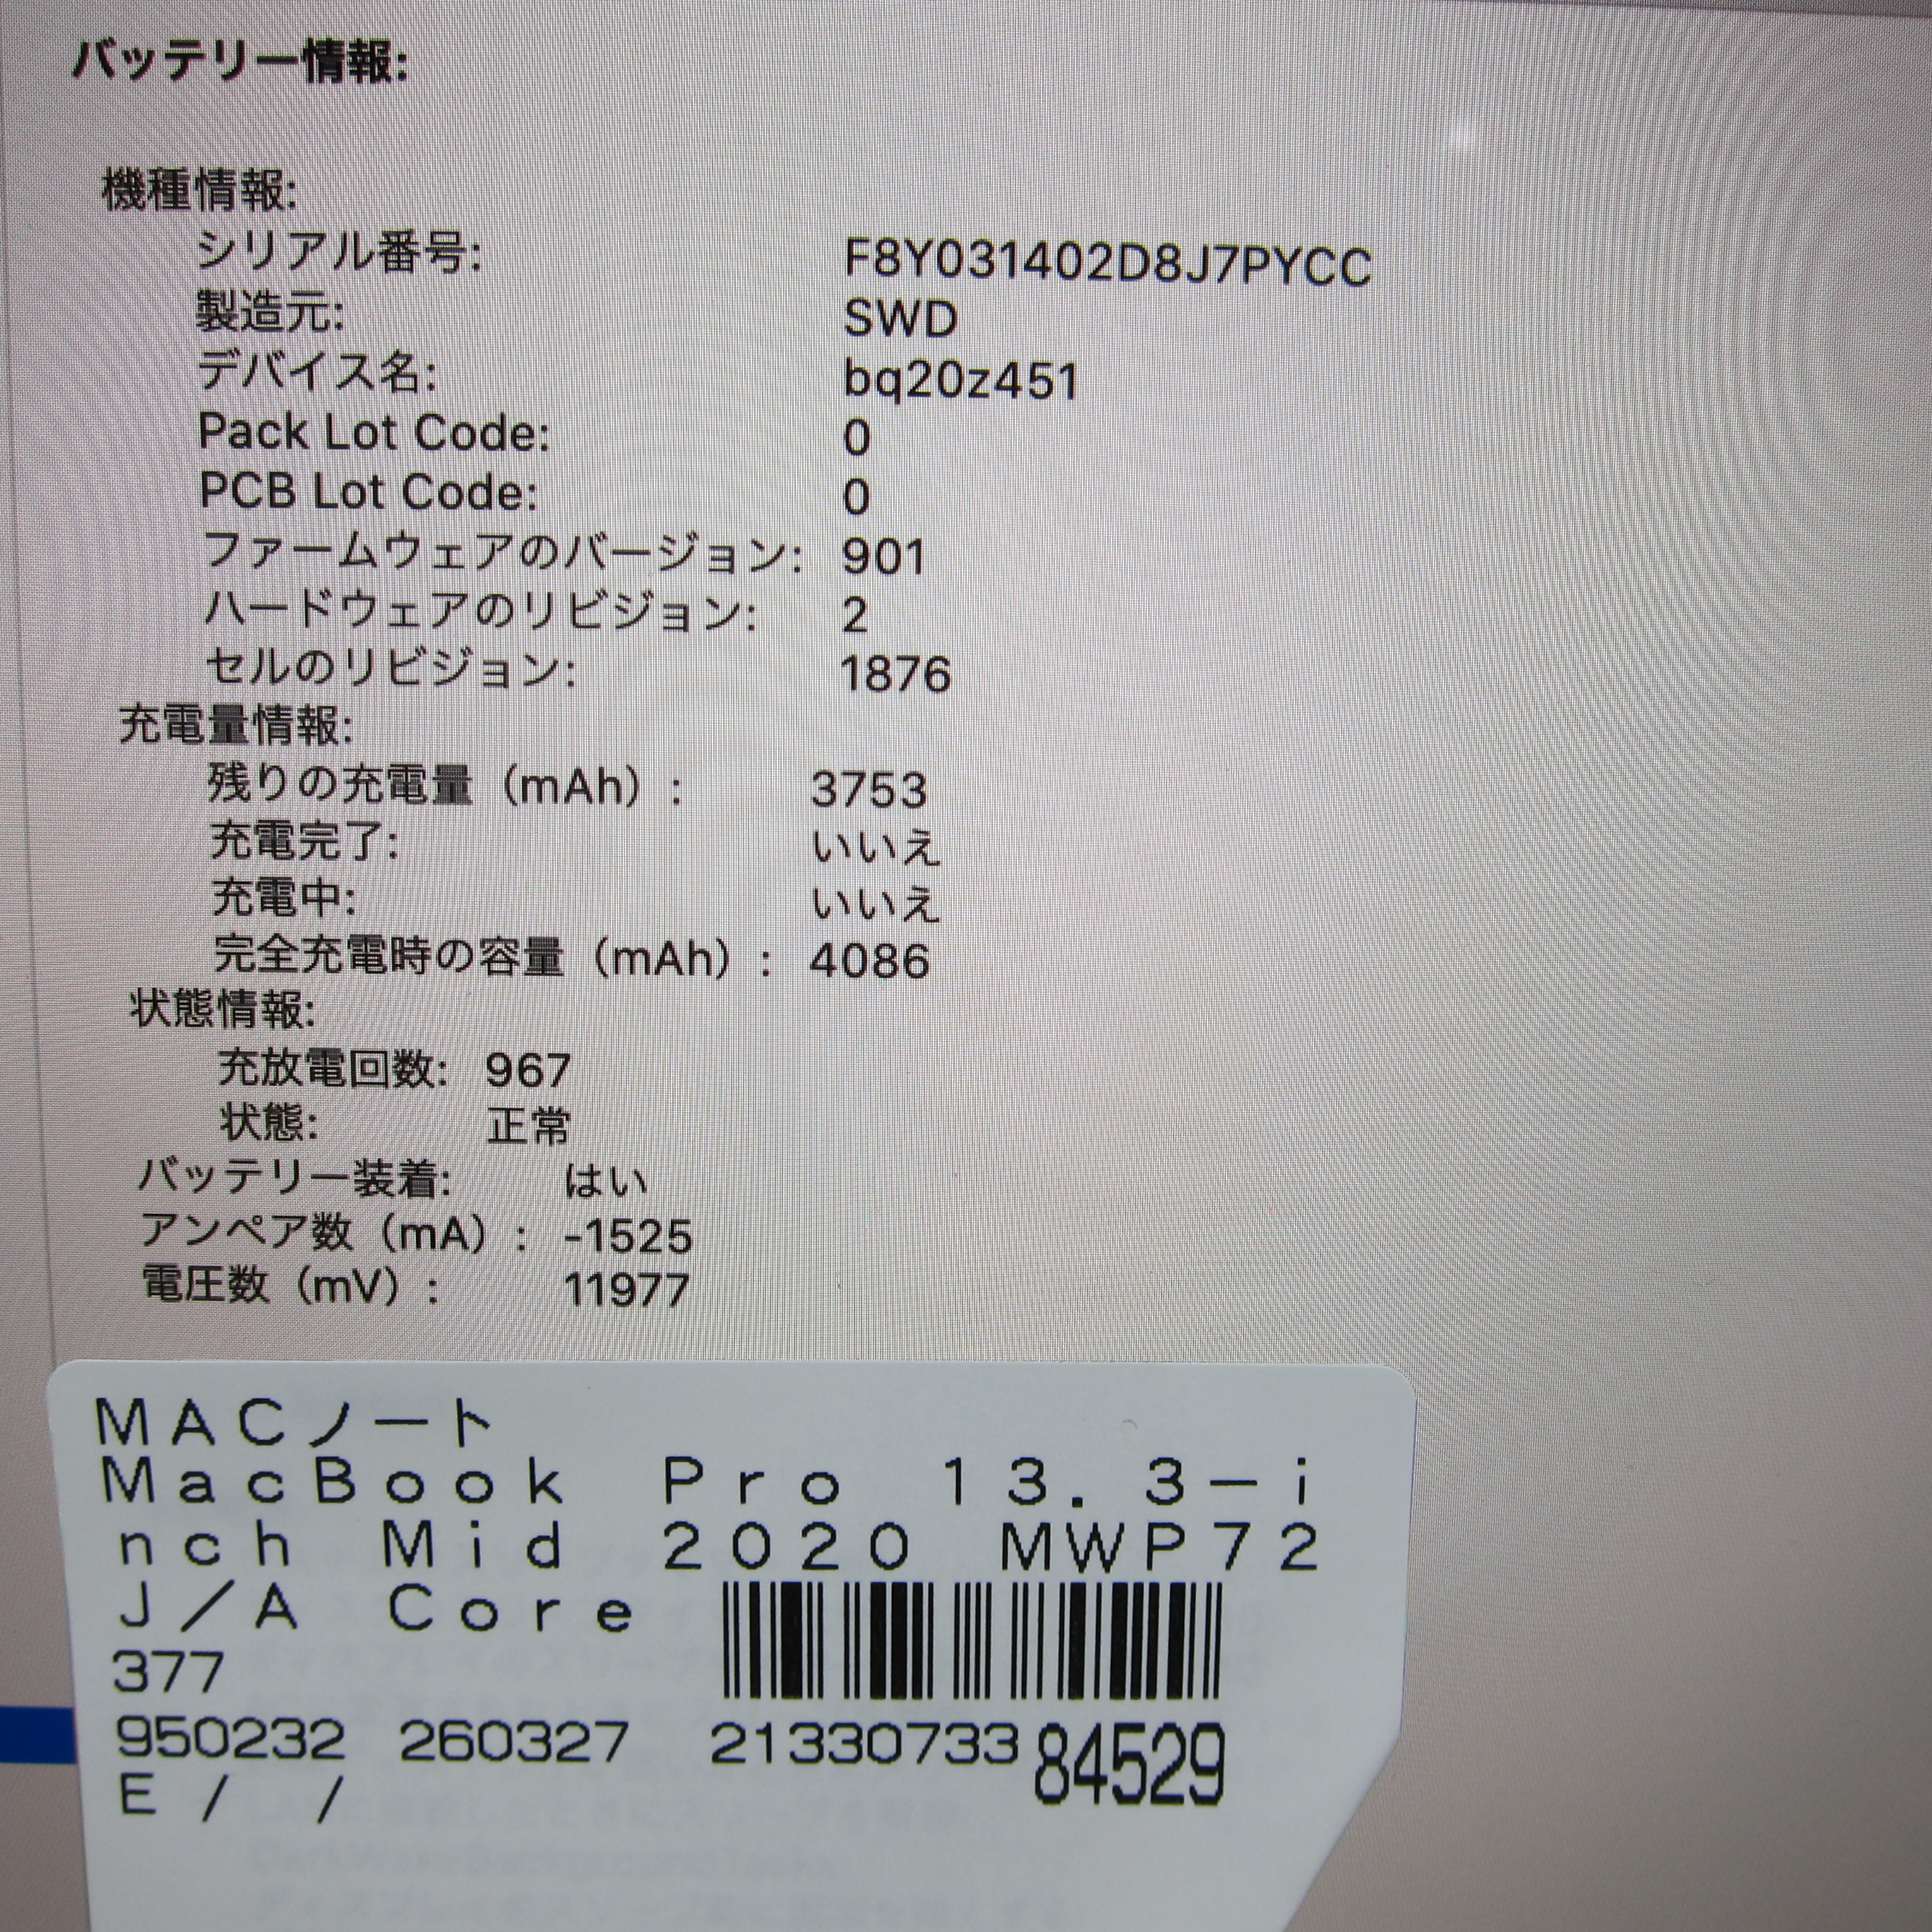 バッテリー情報:
機種情報:
シリアル番号: F8Y031402D8J7PYCC
製造元: SWD
デバイス名: bq20z451
Pack Lot Code: 0
PCB Lot Code: 0
ファームウェアのバージョン: 901
ハードウェアのリビジョン: 2
セルのリビジョン: 1876
充電量情報:
残りの充電量（mAh）: 3753
充電完了: いいえ
充電中: いいえ
完全充電時の容量（mAh）: 4086
状態情報:
充放電回数: 967
状態: 正常
バッテリー装着: はい
アンペア数（mA）: -1525
電圧数（mV）: 11977
ＭＡＣノート
ＭａｃＢｏｏｋ　Ｐｒｏ　１３．３－ｉ
ｎｃｈ　Ｍｉｄ　２０２０　ＭＷＰ７２
Ｊ／Ａ　Ｃｏｒｅ
377
950232 260327 21330733 84529
E / /